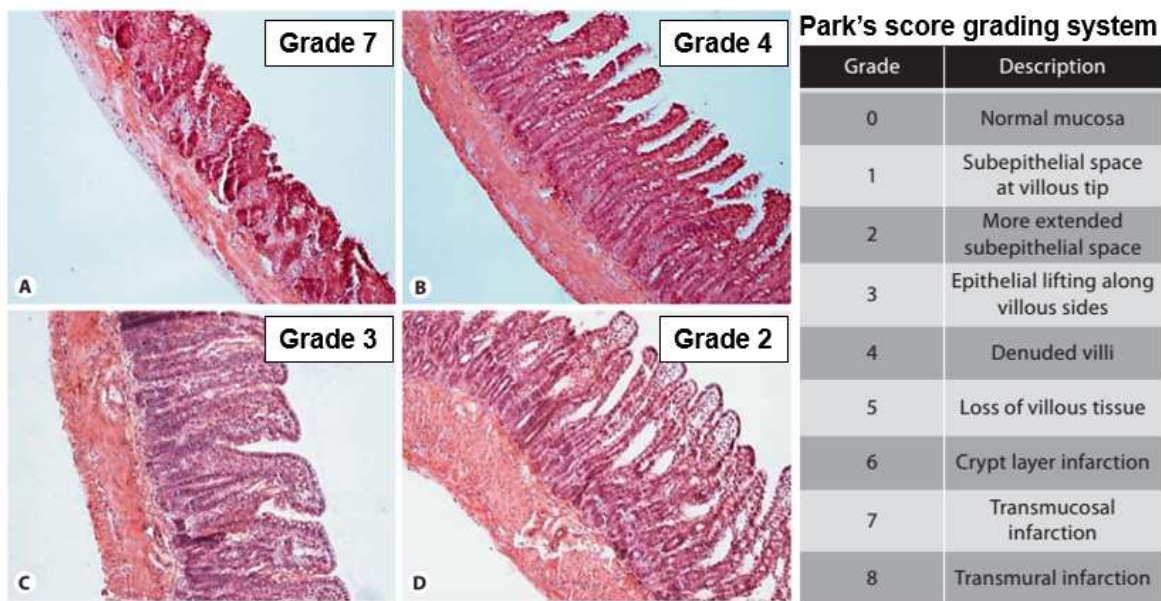 Grade 7
A
Grade 4
B
Grade 3
C
Grade 2
D
Park's score grading system
Grade Description
0 Normal mucosa
1 Subepithelial space
at villous tip
2 More extended
subepithelial space
3 Epithelial lifting along
villous sides
4 Denuded villi
5 Loss of villous tissue
6 Crypt layer infarction
7 Transmucosal
infarction
8 Transmural infarction